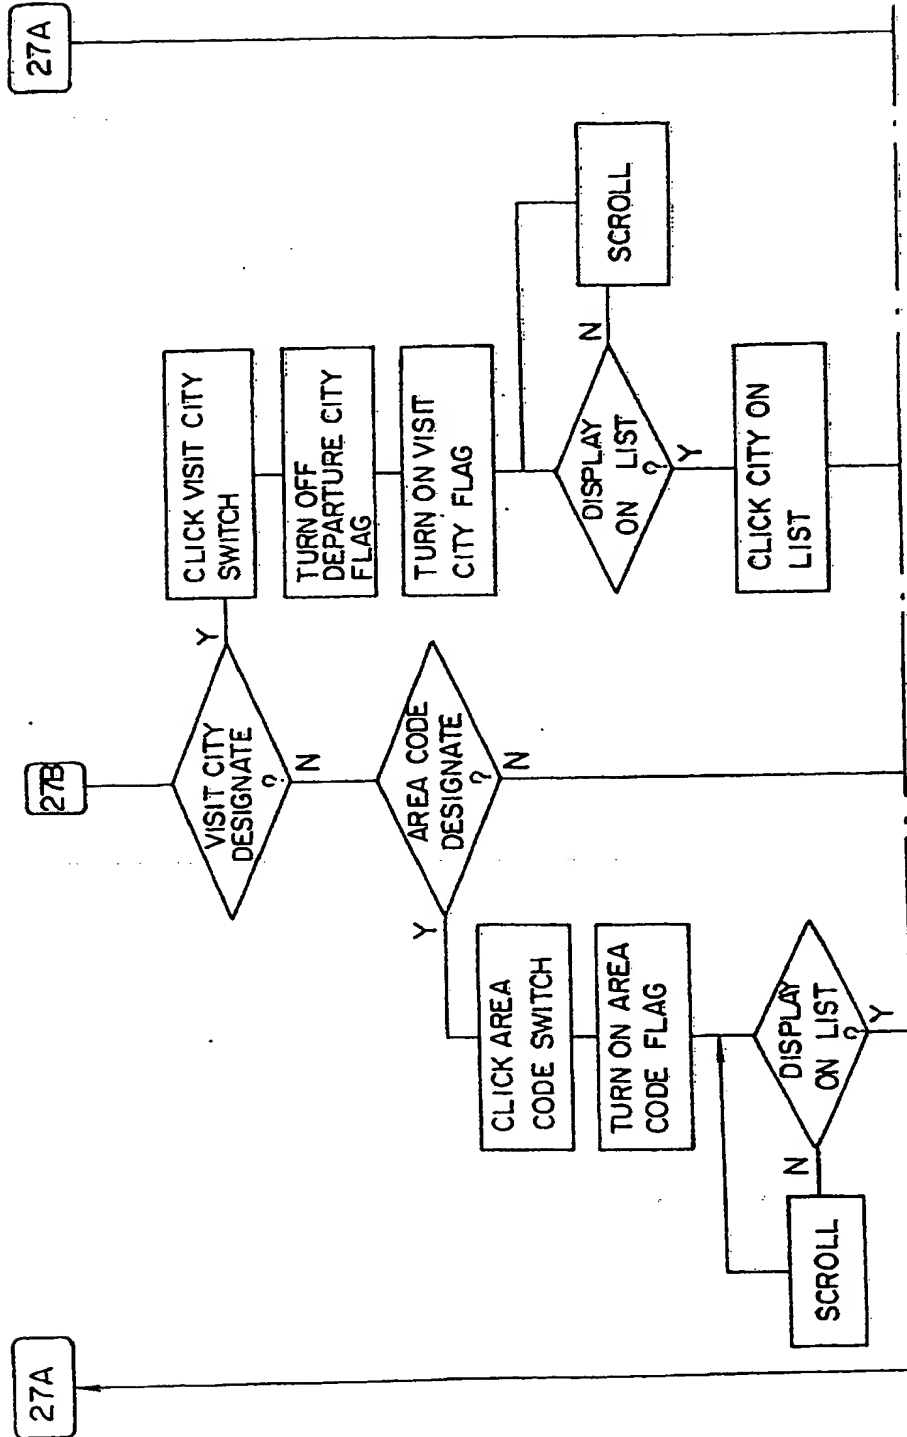 27A
27B
27A
VISIT CITY
DESIGNATE
?
Y
N
CLICK VISIT CITY
SWITCH
TURN OFF
DEPARTURE CITY
FLAG
TURN ON VISIT
CITY FLAG
DISPLAY
ON LIST
?
N
SCROLL
Y
CLICK CITY ON
LIST
AREA CODE
DESIGNATE
?
Y
N
CLICK AREA
CODE SWITCH
TURN ON AREA
CODE FLAG
DISPLAY
ON LIST
?
N
SCROLL
Y